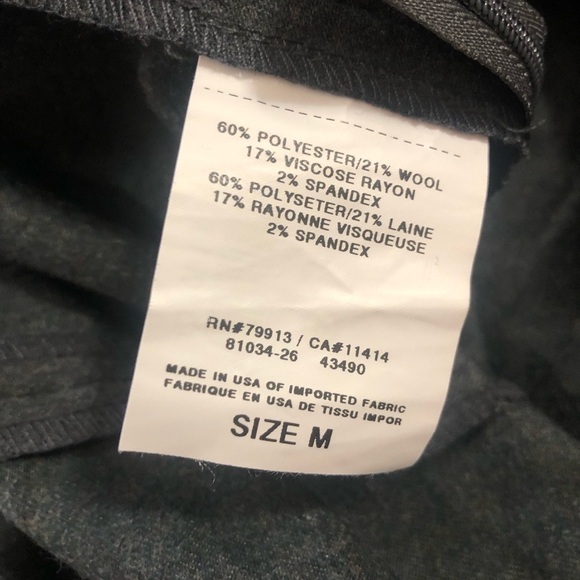 60% POLYESTER/21% WOOL
17% VISCOSE RAYON
2% SPANDEX
60% POLYSETER/21% LAINE
17% RAYONNE VISQUEUSE
2% SPANDEX
RN#79913 / CA#11414
81034-26 43490
MADE IN USA OF IMPORTED FABRIC
FABRIQUE EN USA DE TISSU IMPOR
SIZE M